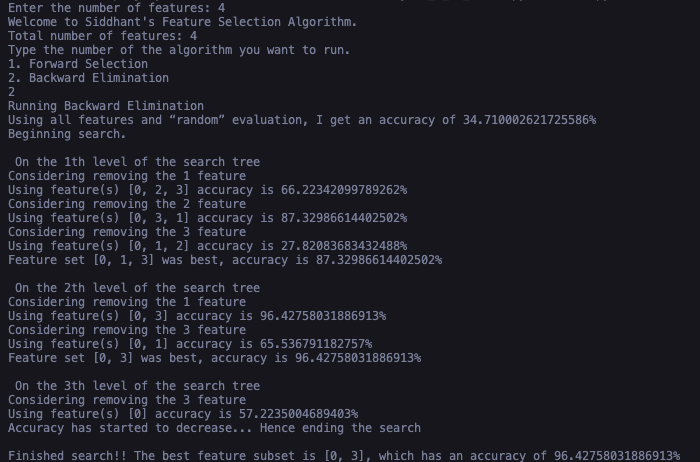 Enter the number of features: 4
Welcome to Siddhant's Feature Selection Algorithm.
Total number of features: 4
Type the number of the algorithm you want to run.
1. Forward Selection
2. Backward Elimination
2
Running Backward Elimination
Using all features and “random” evaluation, I get an accuracy of 34.710002621725586%
Beginning search.
On the 1th level of the search tree
Considering removing the 1 feature
Using feature(s) [0, 2, 3] accuracy is 66.22342099789262%
Considering removing the 2 feature
Using feature(s) [0, 3, 1] accuracy is 87.32986614402502%
Considering removing the 3 feature
Using feature(s) [0, 1, 2] accuracy is 27.82083683432488%
Feature set [0, 1, 3] was best, accuracy is 87.32986614402502%
On the 2th level of the search tree
Considering removing the 1 feature
Using feature(s) [0, 3] accuracy is 96.42758031886913%
Considering removing the 3 feature
Using feature(s) [0, 1] accuracy is 65.536791182757%
Feature set [0, 3] was best, accuracy is 96.42758031886913%
On the 3th level of the search tree
Considering removing the 3 feature
Using feature(s) [0] accuracy is 57.2235004689403%
Accuracy has started to decrease... Hence ending the search
Finished search!! The best feature subset is [0, 3], which has an accuracy of 96.42758031886913%